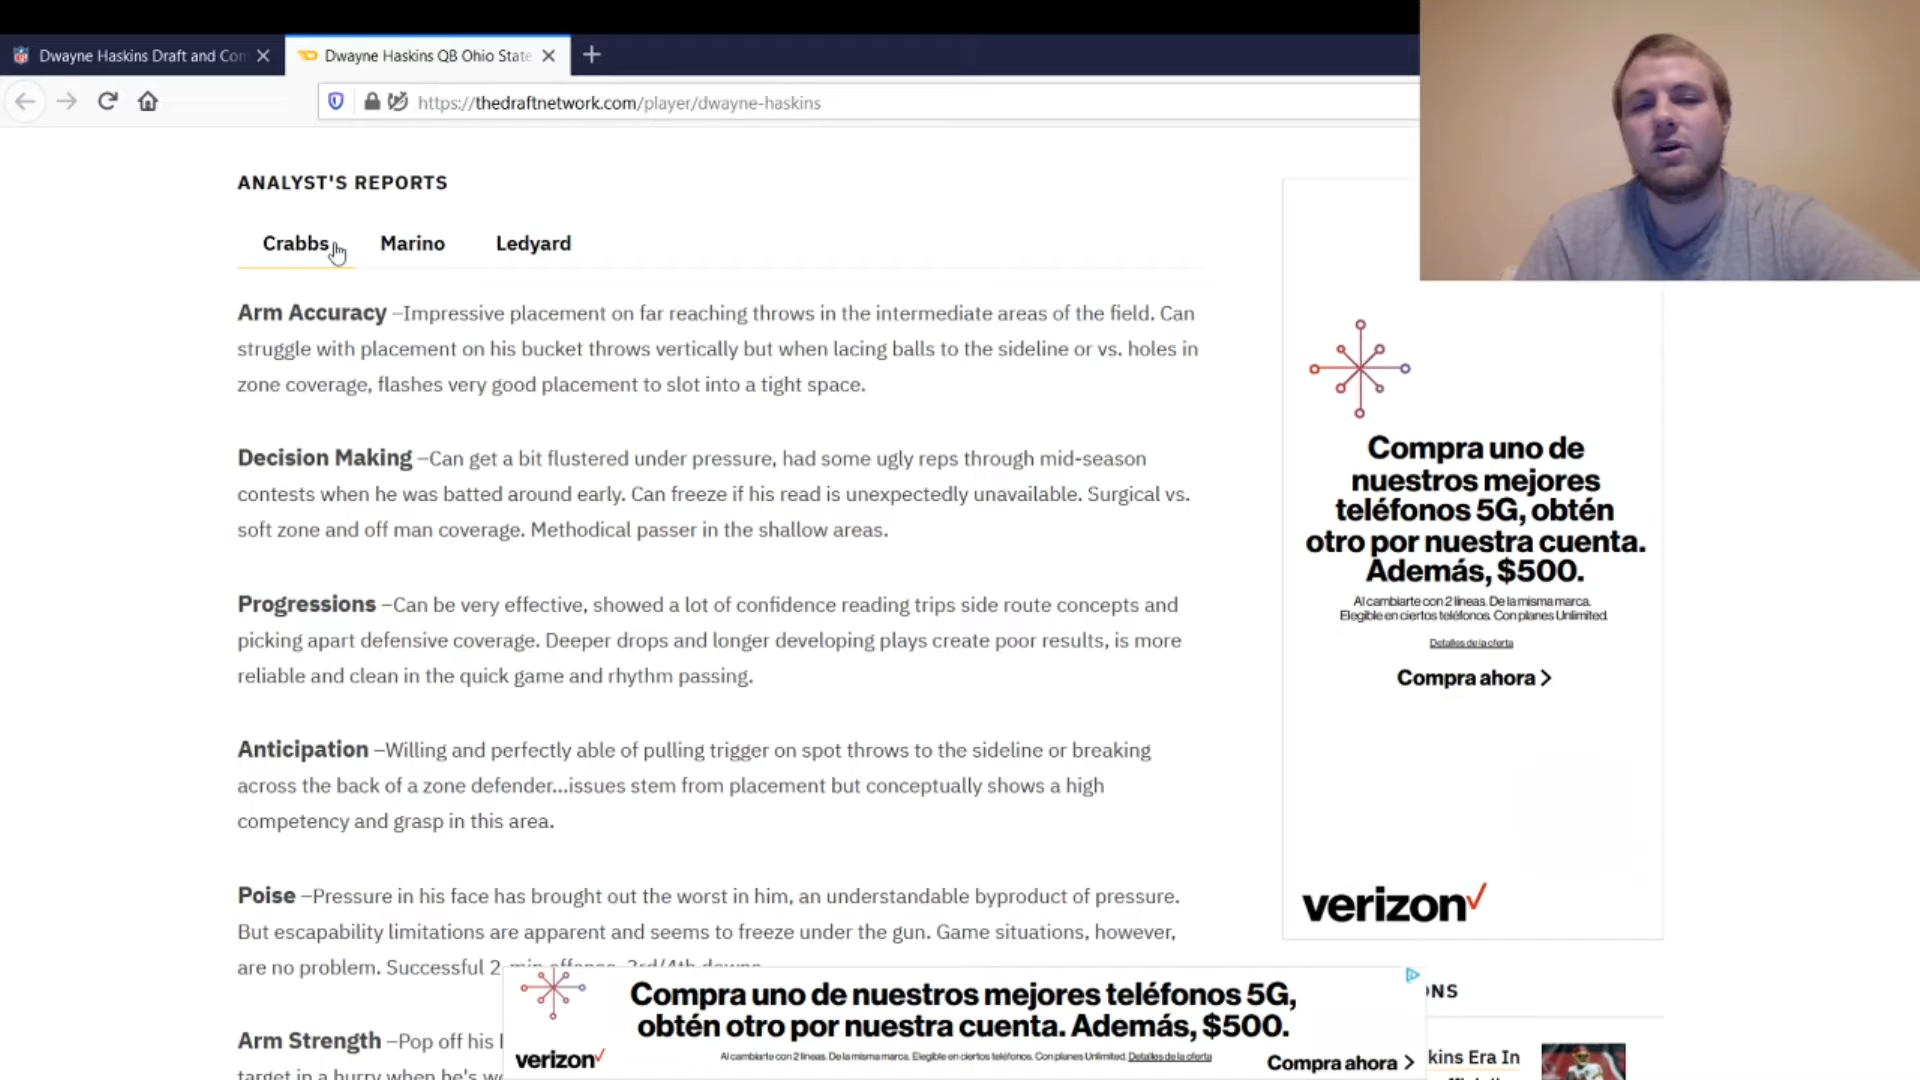 Dwayne Haskins Draft and Con
Dwayne Haskins QB Ohio State
https://thedraftnetwork.com/player/dwayne-haskins
ANALYST'S REPORTS
Crabbs Marino Ledyard
Arm Accuracy –Impressive placement on far reaching throws in the intermediate areas of the field. Can
struggle with placement on his bucket throws vertically but when lacing balls to the sideline or vs. holes in
zone coverage, flashes very good placement to slot into a tight space.
Decision Making –Can get a bit flustered under pressure, had some ugly reps through mid-season
contests when he was batted around early. Can freeze if his read is unexpectedly unavailable. Surgical vs.
soft zone and off man coverage. Methodical passer in the shallow areas.
Progressions –Can be very effective, showed a lot of confidence reading trips side route concepts and
picking apart defensive coverage. Deeper drops and longer developing plays create poor results, is more
reliable and clean in the quick game and rhythm passing.
Anticipation –Willing and perfectly able of pulling trigger on spot throws to the sideline or breaking
across the back of a zone defender...issues stem from placement but conceptually shows a high
competency and grasp in this area.
Poise –Pressure in his face has brought out the worst in him, an understandable byproduct of pressure.
But escapability limitations are apparent and seems to freeze under the gun. Game situations, however,
are no problem. Successful 2-min offense, 3rd/4th downs.
Arm Strength –Pop off his
target in a hurry when he's
Compra uno de
nuestros mejores
teléfonos 5G, obtén
otro por nuestra cuenta.
Además, $500.
Al cambiarte con 2 líneas. De la misma marca.
Elegible en ciertos teléfonos. Con planes Unlimited.
Detalles de la oferta
Compra ahora >
verizon
Compra uno de nuestros mejores teléfonos 5G,
obtén otro por nuestra cuenta. Además, $500.
verizon
Al cambiarte con 2 líneas. De la misma marca. Elegible en ciertos teléfonos. Con planes Unlimited. Detalles de la oferta
Compra ahora >
ONS
kins Era In